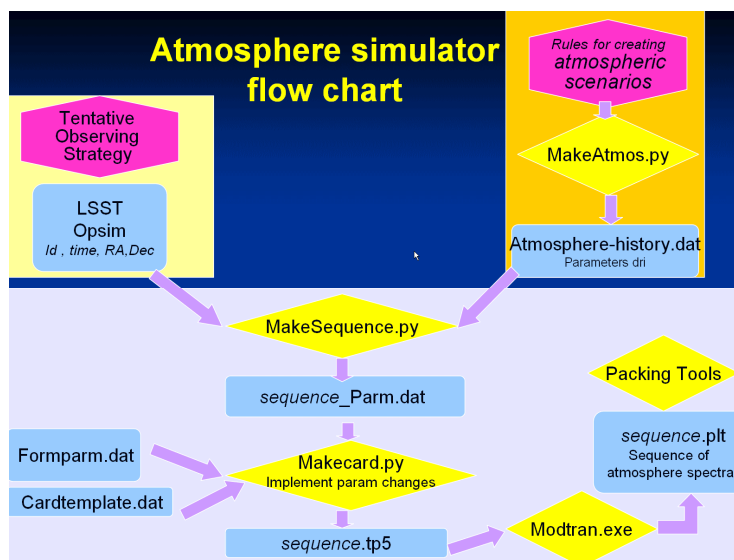 Atmosphere simulator
flow chart
Rules for creating
atmospheric
scenarios
Tentative
Observing
Strategy
MakeAtmos.py
LSST
Opsim
Id , time, RA,Dec
Atmosphere-history.dat
Parameters dri
MakeSequence.py
Packing Tools
sequence_Parm.dat
sequence.plt
Sequence of
atmosphere spectra
Formparm.dat
Makecard.py
Implement param changes
Cardtemplate.dat
Modtran.exe
sequence.tp5